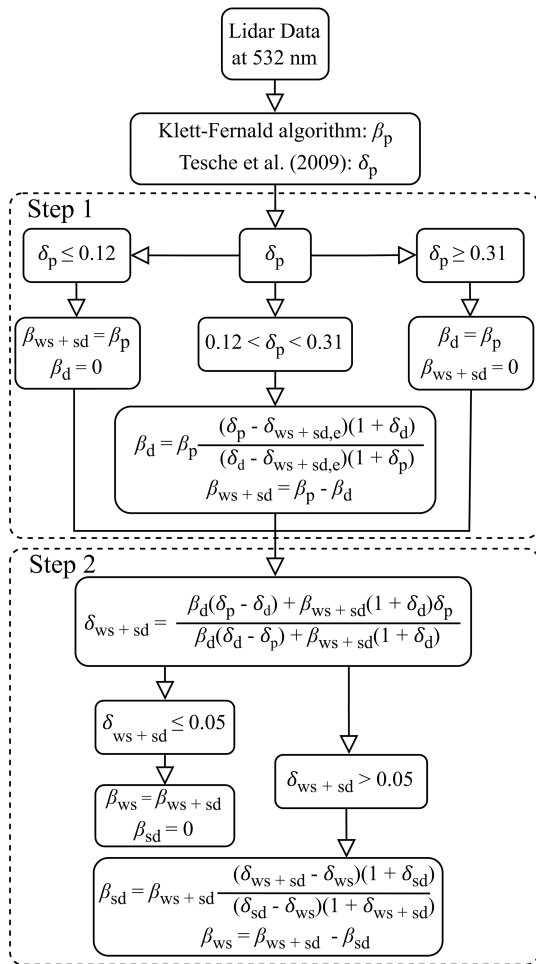 Lidar Data
at 532 nm
Klett-Fernald algorithm: βp
Tesche et al. (2009): δp
Step 1
δp ≤ 0.12
δp
δp ≥ 0.31
βws + sd = βp
βd = 0
0.12 < δp < 0.31
βd = βp
βws + sd = 0
βd = βp (δp - δws + sd,e)(1 + δd) / (δd - δws + sd,e)(1 + δp)
βws + sd = βp - βd
Step 2
δws + sd = βd(δp - δd) + βws + sd(1 + δd)δp / βd(δd - δp) + βws + sd(1 + δd)
δws + sd ≤ 0.05
δws + sd > 0.05
βws = βws + sd
βsd = 0
βsd = βws + sd (δws + sd - δws)(1 + δsd) / (δsd - δws)(1 + δws + sd)
βws = βws + sd - βsd